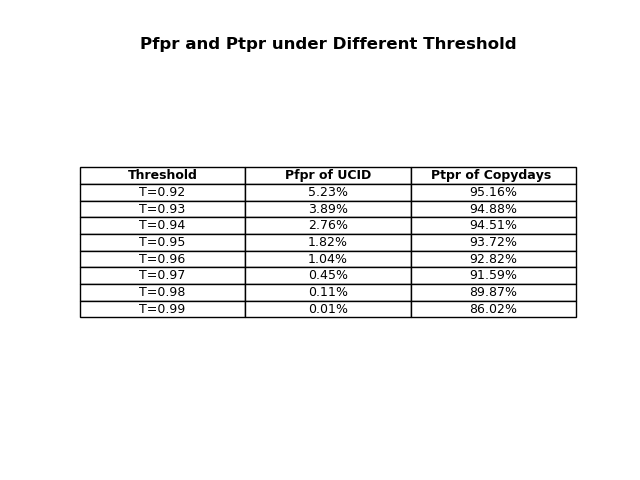 Pfpr and Ptpr under Different Threshold
Threshold Pfpr of UCID Ptpr of Copydays
T=0.92 5.23% 95.16%
T=0.93 3.89% 94.88%
T=0.94 2.76% 94.51%
T=0.95 1.82% 93.72%
T=0.96 1.04% 92.82%
T=0.97 0.45% 91.59%
T=0.98 0.11% 89.87%
T=0.99 0.01% 86.02%